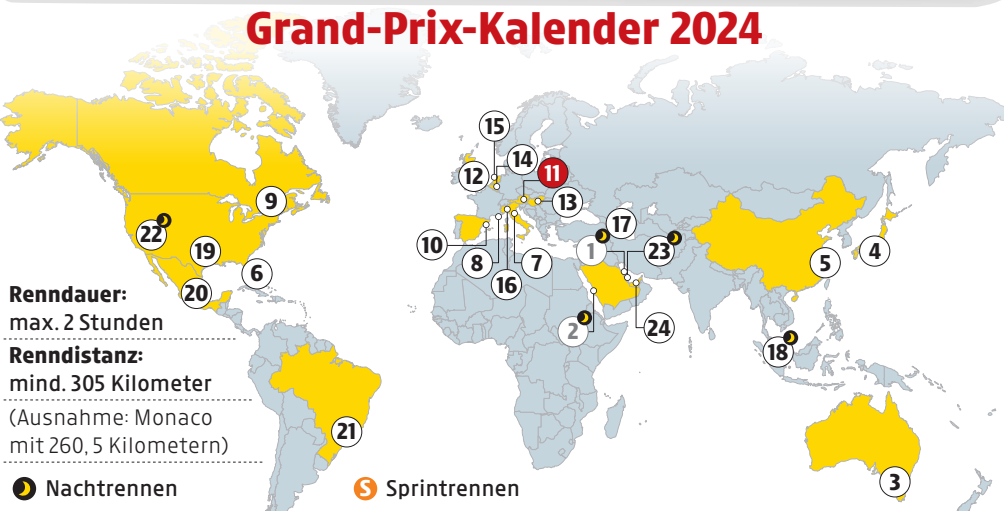 Grand-Prix-Kalender 2024
15
14
11
12
13
9
17
22
19
10
1
23
4
8
7
5
6
16
20
2
24
18
21
3
Renndauer:
max. 2 Stunden
Renndistanz:
mind. 305 Kilometer
(Ausnahme: Monaco
mit 260,5 Kilometern)
Nachtrennen
S Sprintrennen